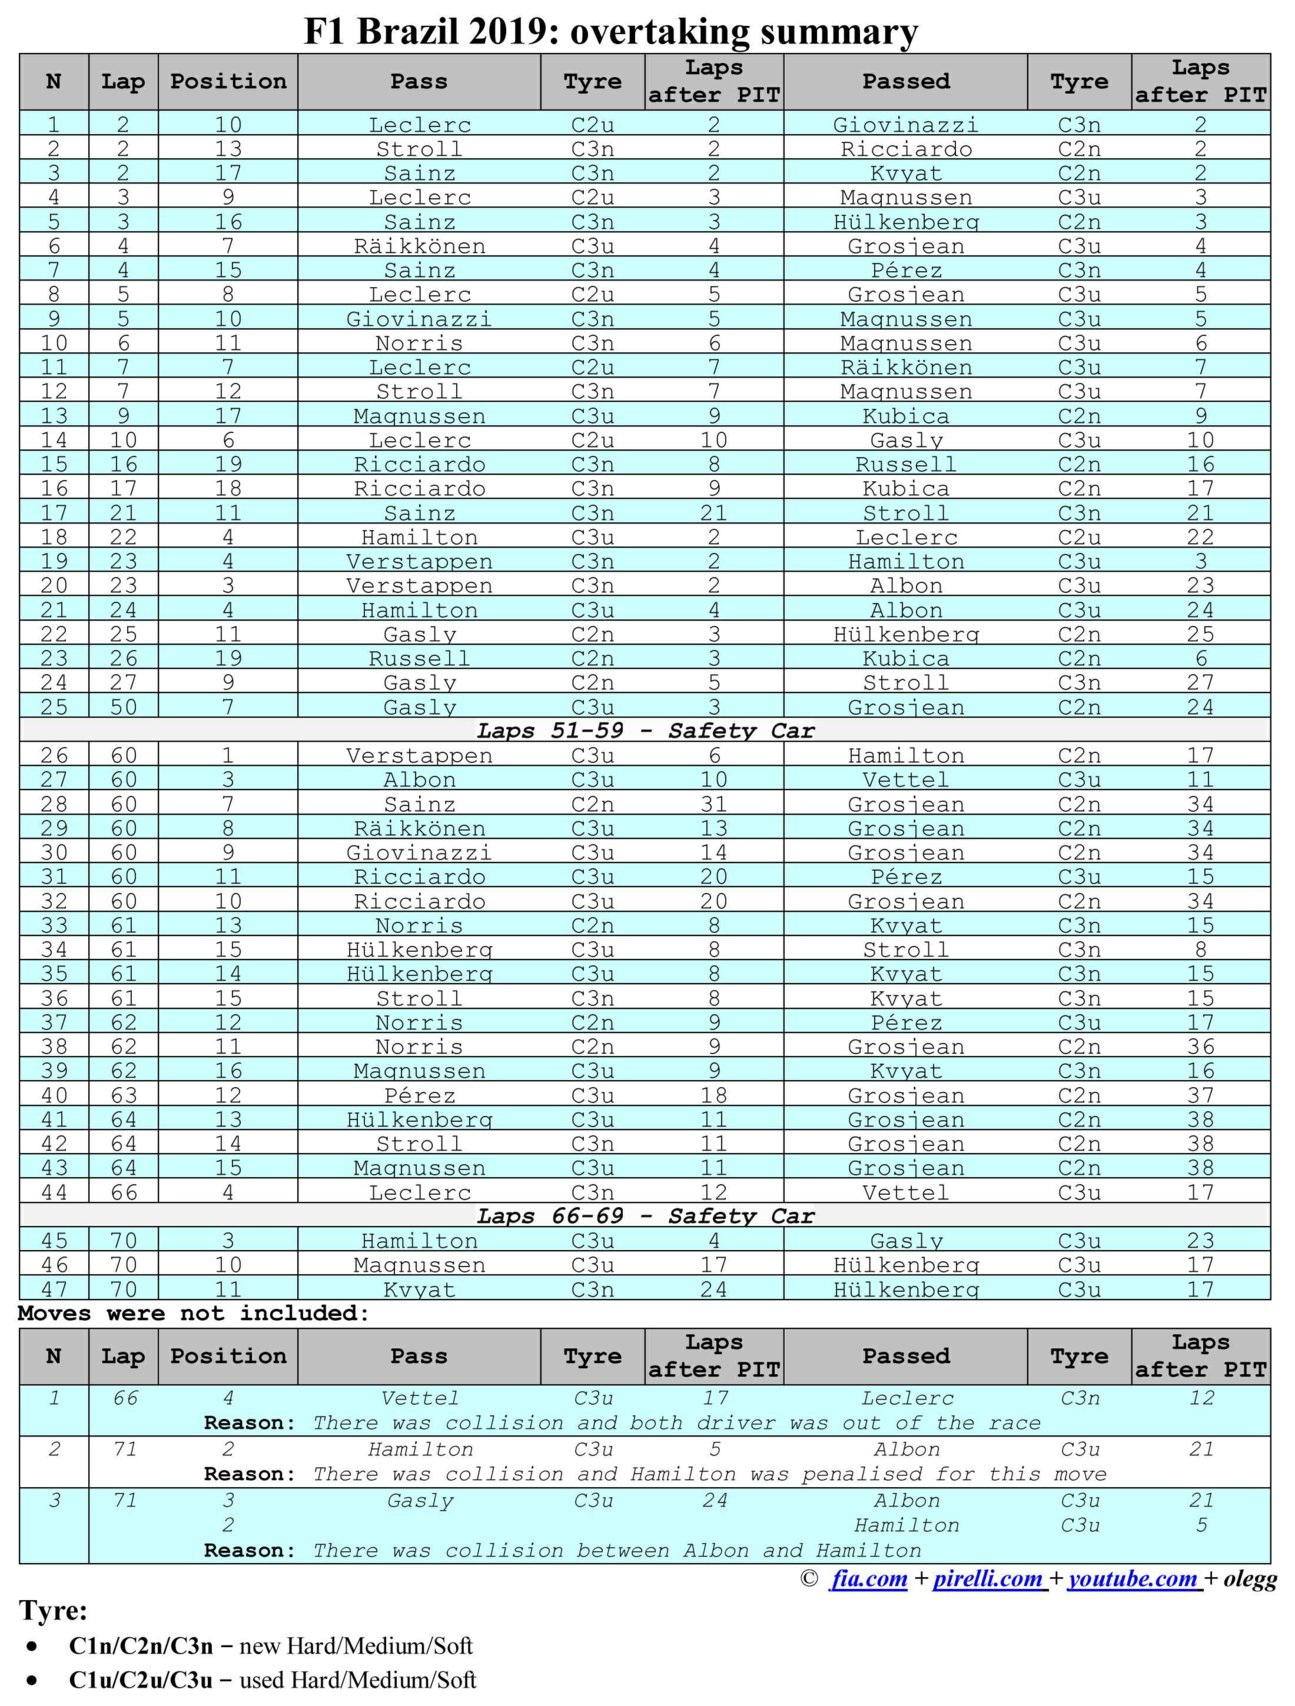 F1 Brazil 2019: overtaking summary
N Lap Position Pass Tyre Laps after PIT Passed Tyre Laps after PIT
1 2 10 Leclerc C2u 2 Giovinazzi C3n 2
2 2 13 Stroll C3n 2 Ricciardo C2n 2
3 2 17 Sainz C3n 2 Kvyat C2n 2
4 3 9 Leclerc C2u 3 Magnussen C3u 3
5 3 16 Sainz C3n 3 Hülkenberg C2n 3
6 4 7 Räikkönen C3u 4 Grosjean C3u 4
7 4 15 Sainz C3n 4 Pérez C3n 4
8 5 8 Leclerc C2u 5 Grosjean C3u 5
9 5 10 Giovinazzi C3n 5 Magnussen C3u 5
10 6 11 Norris C3n 6 Magnussen C3u 6
11 7 7 Leclerc C2u 7 Räikkönen C3u 7
12 7 12 Stroll C3n 7 Magnussen C3u 7
13 9 17 Magnussen C3u 9 Kubica C2n 9
14 10 6 Leclerc C2u 10 Gasly C3u 10
15 16 19 Ricciardo C3n 8 Russell C2n 16
16 17 18 Ricciardo C3n 9 Kubica C2n 17
17 21 11 Sainz C3n 21 Stroll C3n 21
18 22 4 Hamilton C3u 2 Leclerc C2u 22
19 23 4 Verstappen C3n 2 Hamilton C3u 3
20 23 3 Verstappen C3n 2 Albon C3u 23
21 24 4 Hamilton C3u 4 Albon C3u 24
22 25 11 Gasly C2n 3 Hülkenberg C2n 25
23 26 19 Russell C2n 3 Kubica C2n 6
24 27 9 Gasly C2n 5 Stroll C3n 27
25 50 7 Gasly C3u 3 Grosjean C2n 24
Laps 51-59 - Safety Car
26 60 1 Verstappen C3u 6 Hamilton C2n 17
27 60 3 Albon C3u 10 Vettel C3u 11
28 60 7 Sainz C2n 31 Grosjean C2n 34
29 60 8 Räikkönen C3u 13 Grosjean C2n 34
30 60 9 Giovinazzi C3u 14 Grosjean C2n 34
31 60 11 Ricciardo C3u 20 Pérez C3u 15
32 60 10 Ricciardo C3u 20 Grosjean C2n 34
33 61 13 Norris C2n 8 Kvyat C3n 15
34 61 15 Hülkenberg C3u 8 Stroll C3n 8
35 61 14 Hülkenberg C3u 8 Kvyat C3n 15
36 61 15 Stroll C3n 8 Kvyat C3n 15
37 62 12 Norris C2n 9 Pérez C3u 17
38 62 11 Norris C2n 9 Grosjean C2n 36
39 62 16 Magnussen C3u 9 Kvyat C3n 16
40 63 12 Pérez C3u 18 Grosjean C2n 37
41 64 13 Hülkenberg C3u 11 Grosjean C2n 38
42 64 14 Stroll C3n 11 Grosjean C2n 38
43 64 15 Magnussen C3u 11 Grosjean C2n 38
44 66 4 Leclerc C3n 12 Vettel C3u 17
Laps 66-69 - Safety Car
45 70 3 Hamilton C3u 4 Gasly C3u 23
46 70 10 Magnussen C3u 17 Hülkenberg C3u 17
47 70 11 Kvyat C3n 24 Hülkenberg C3u 17
Moves were not included:
N Lap Position Pass Tyre Laps after PIT Passed Tyre Laps after PIT
1 66 4 Vettel C3u 17 Leclerc C3n 12
Reason: There was collision and both driver was out of the race
2 71 2 Hamilton C3u 5 Albon C3u 21
Reason: There was collision and Hamilton was penalised for this move
3 71 3 Gasly C3u 24 Albon C3u 21
2 Hamilton C3u 5
Reason: There was collision between Albon and Hamilton
© fia.com + pirelli.com + youtube.com + olegg
Tyre:
• C1n/C2n/C3n – new Hard/Medium/Soft
• C1u/C2u/C3u – used Hard/Medium/Soft